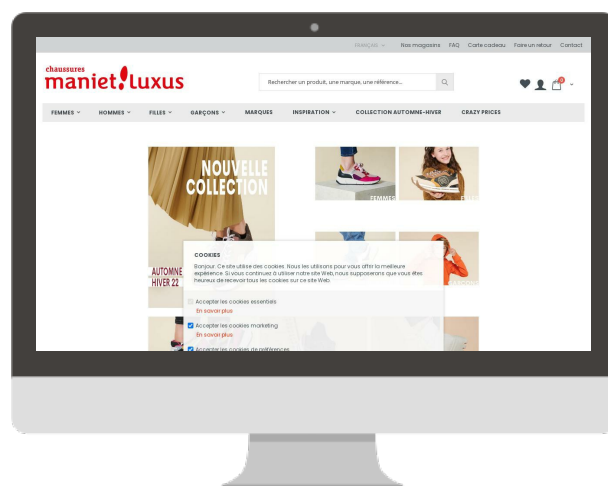 FRANÇAIS
Nos magasins FAQ Carte cadeau Faire un retour Contact
chaussures
maniet!Luxus
Rechercher un produit, une marque, une référence...
0
FEMMES HOMMES FILLES GARÇONS MARQUES INSPIRATION COLLECTION AUTOMNE-HIVER CRAZY PRICES
NOUVELLE
COLLECTION
FEMMES
AUTOMNE
HIVER 22
COOKIES
Bonjour. Ce site utilise des cookies. Nous les utilisons pour vous offrir la meilleure
expérience. Si vous continuez à utiliser notre site Web, nous supposerons que vous êtes
heureux de recevoir tous les cookies sur ce site Web.
Accepter les cookies essentiels
En savoir plus
Accepter les cookies marketing
En savoir plus
Accepter les cookies de préférences